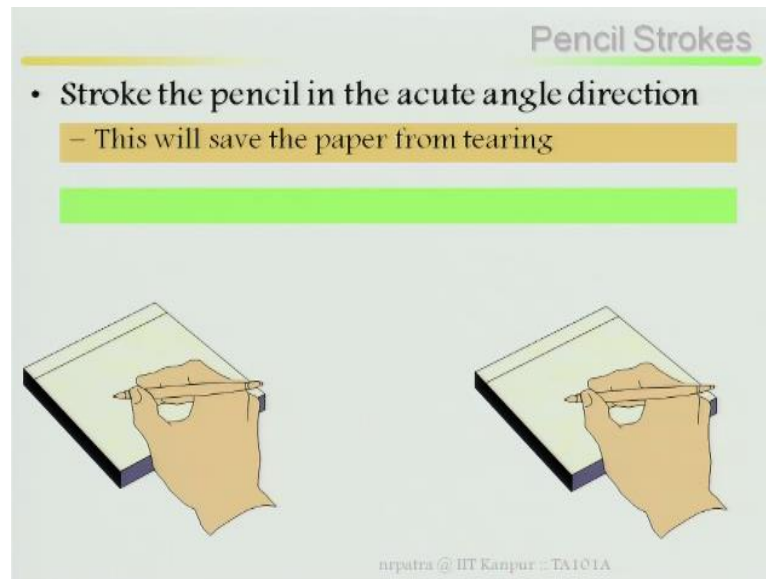 Pencil Strokes
• Stroke the pencil in the acute angle direction
– This will save the paper from tearing
nrpatra @ IIT Kanpur :: TA101A